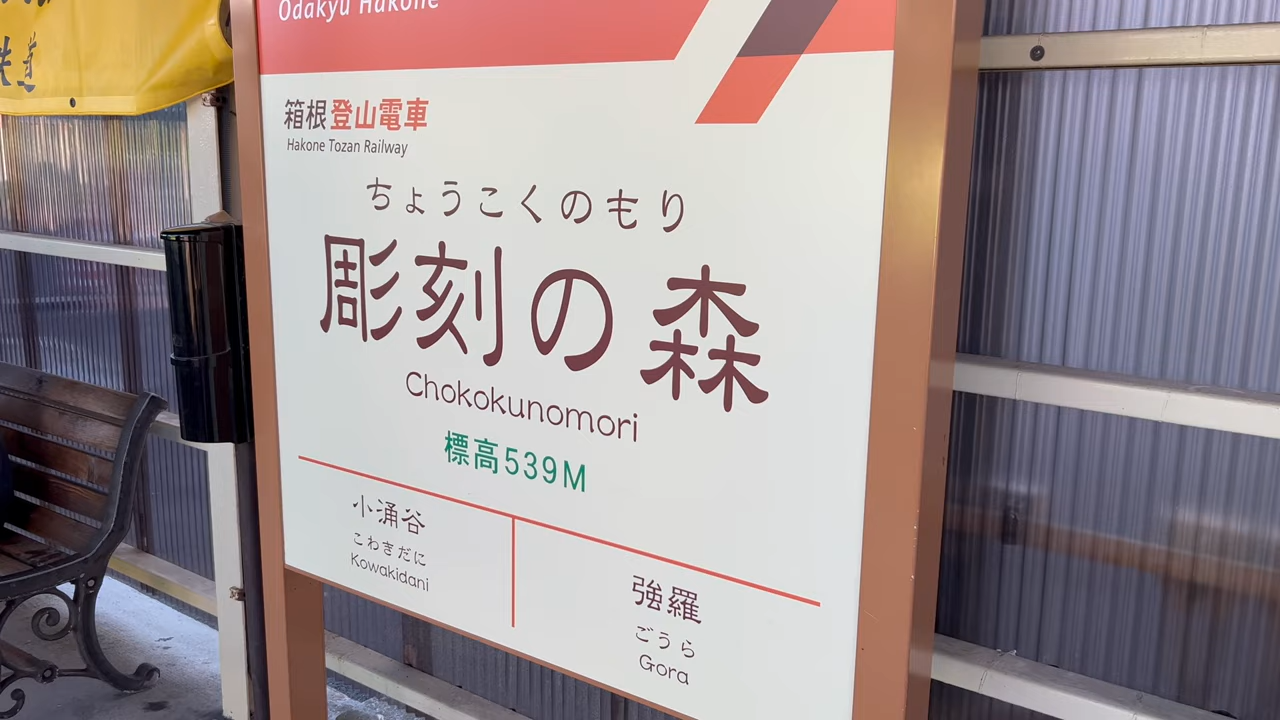 Odakyu Hakone
鉄道
箱根登山電車
Hakone Tozan Railway
ちょうこくのもり
彫刻の森
Chokokunomori
標高539M
小涌谷
こわきだに
Kowakidani
強羅
ごうら
Gora